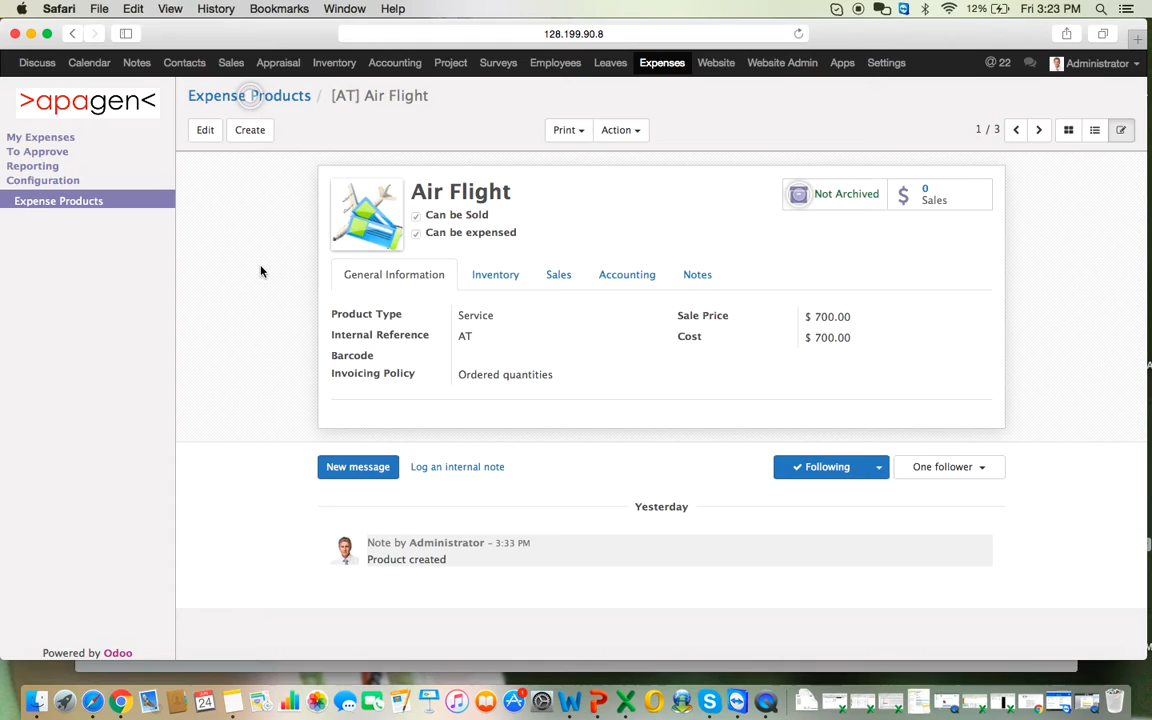 Safari File Edit View History Bookmarks Window Help 12% Fri 3:23 PM
128.199.90.8
Discuss Calendar Notes Contacts Sales Appraisal Inventory Accounting Project Surveys Employees Leaves Expenses Website Website Admin Apps Settings @ 22 Administrator
>apagen<
Expense Products / [AT] Air Flight
Edit Create Print Action 1 / 3
My Expenses
To Approve
Reporting
Configuration
Expense Products
Air Flight
Can be Sold
Can be expensed
Not Archived
0
Sales
General Information Inventory Sales Accounting Notes
Product Type Service
Internal Reference AT
Barcode
Invoicing Policy Ordered quantities
Sale Price $ 700.00
Cost $ 700.00
New message Log an internal note Following One follower
Yesterday
Note by Administrator - 3:33 PM
Product created
Powered by Odoo
24
1